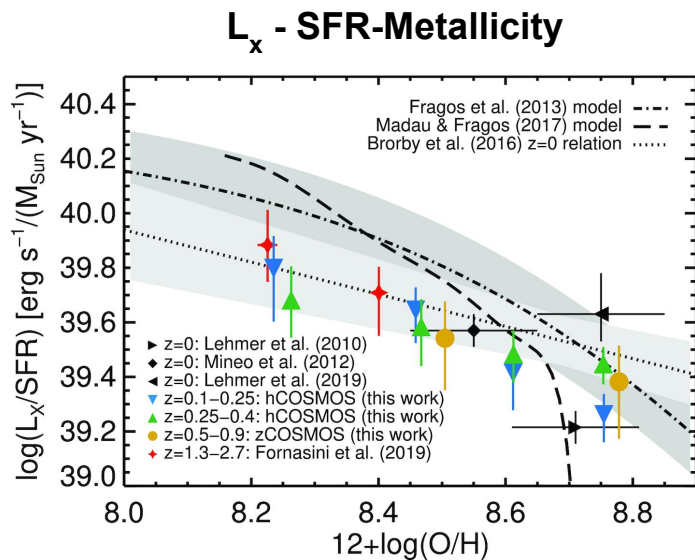 Lx - SFR-Metallicity
Fragos et al. (2013) model
Madau & Fragos (2017) model
Brorby et al. (2016) z=0 relation
40.4
40.2
40.0
39.8
39.6
39.4
39.2
39.0
log(Lx/SFR) [erg s⁻¹/(MSun yr⁻¹)]
z=0: Lehmer et al. (2010)
z=0: Mineo et al. (2012)
z=0: Lehmer et al. (2019)
z=0.1−0.25: hCOSMOS (this work)
z=0.25−0.4: hCOSMOS (this work)
z=0.5−0.9: zCOSMOS (this work)
z=1.3−2.7: Fornasini et al. (2019)
8.0 8.2 8.4 8.6 8.8
12+log(O/H)